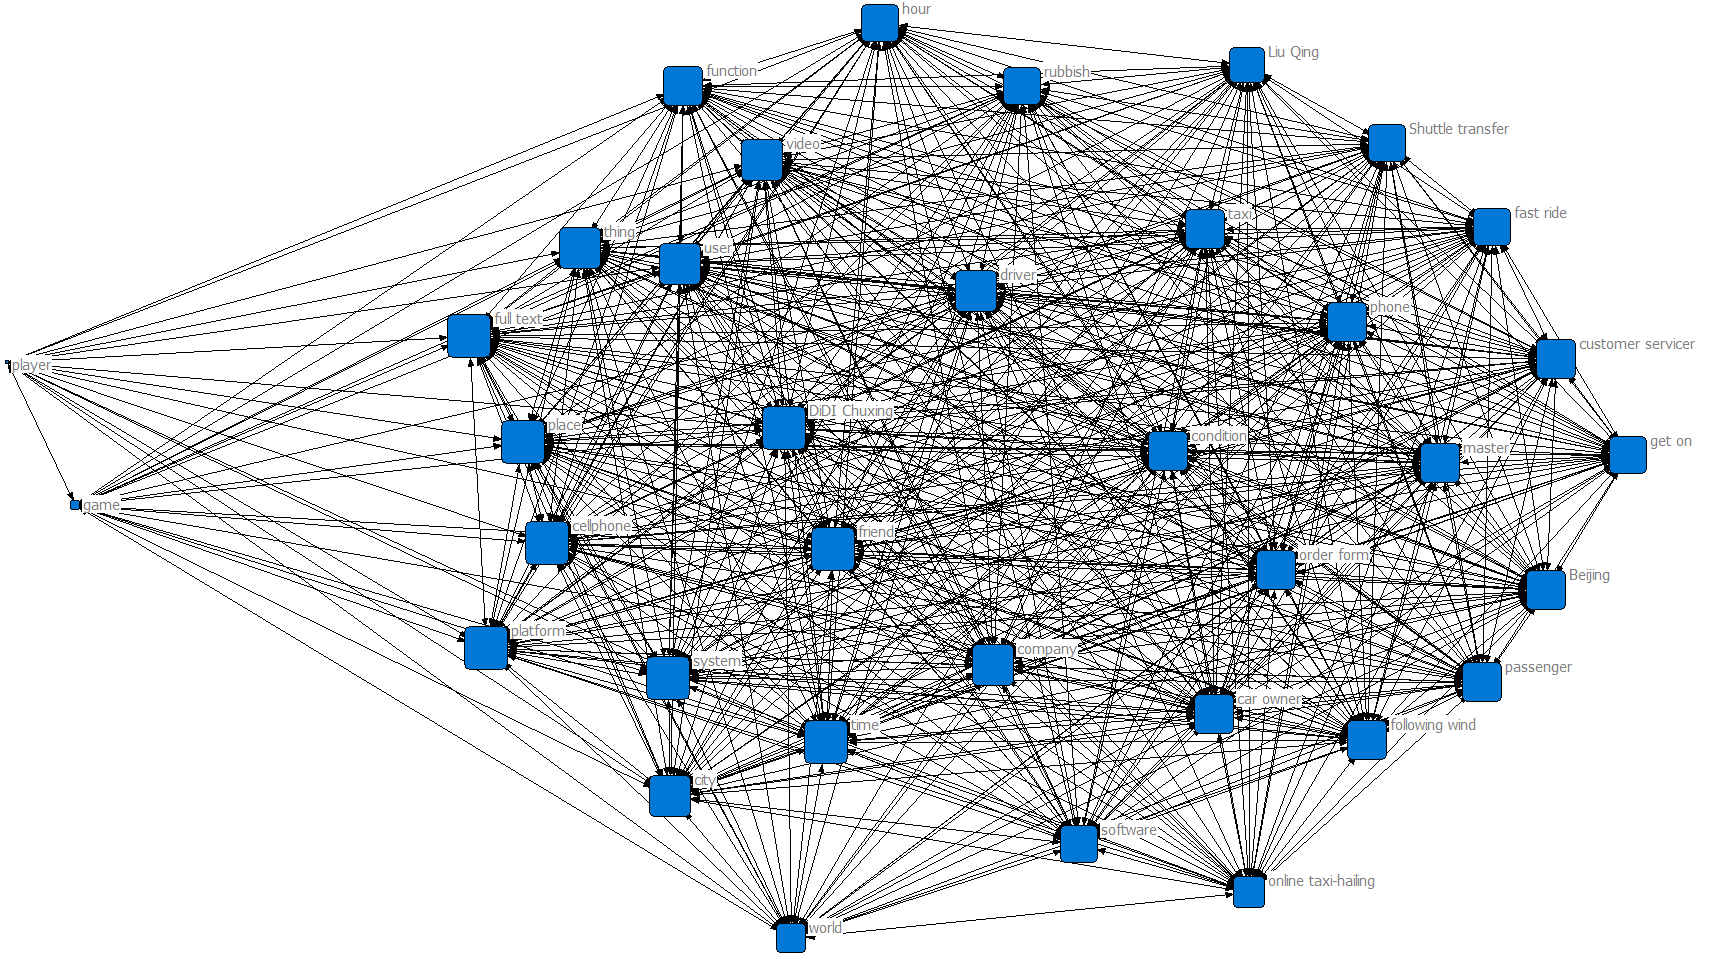 hour
Liu Qing
function
rubbish
Shuttle transfer
video
fast ride
taxi
thing
user
driver
phone
full text
customer servicer
player
DiDI Chuxing
place
condition
get on
master
game
cellphone
friend
order form
Beijing
platform
company
system
passenger
car owner
time
following wind
city
software
online taxi-hailing
world